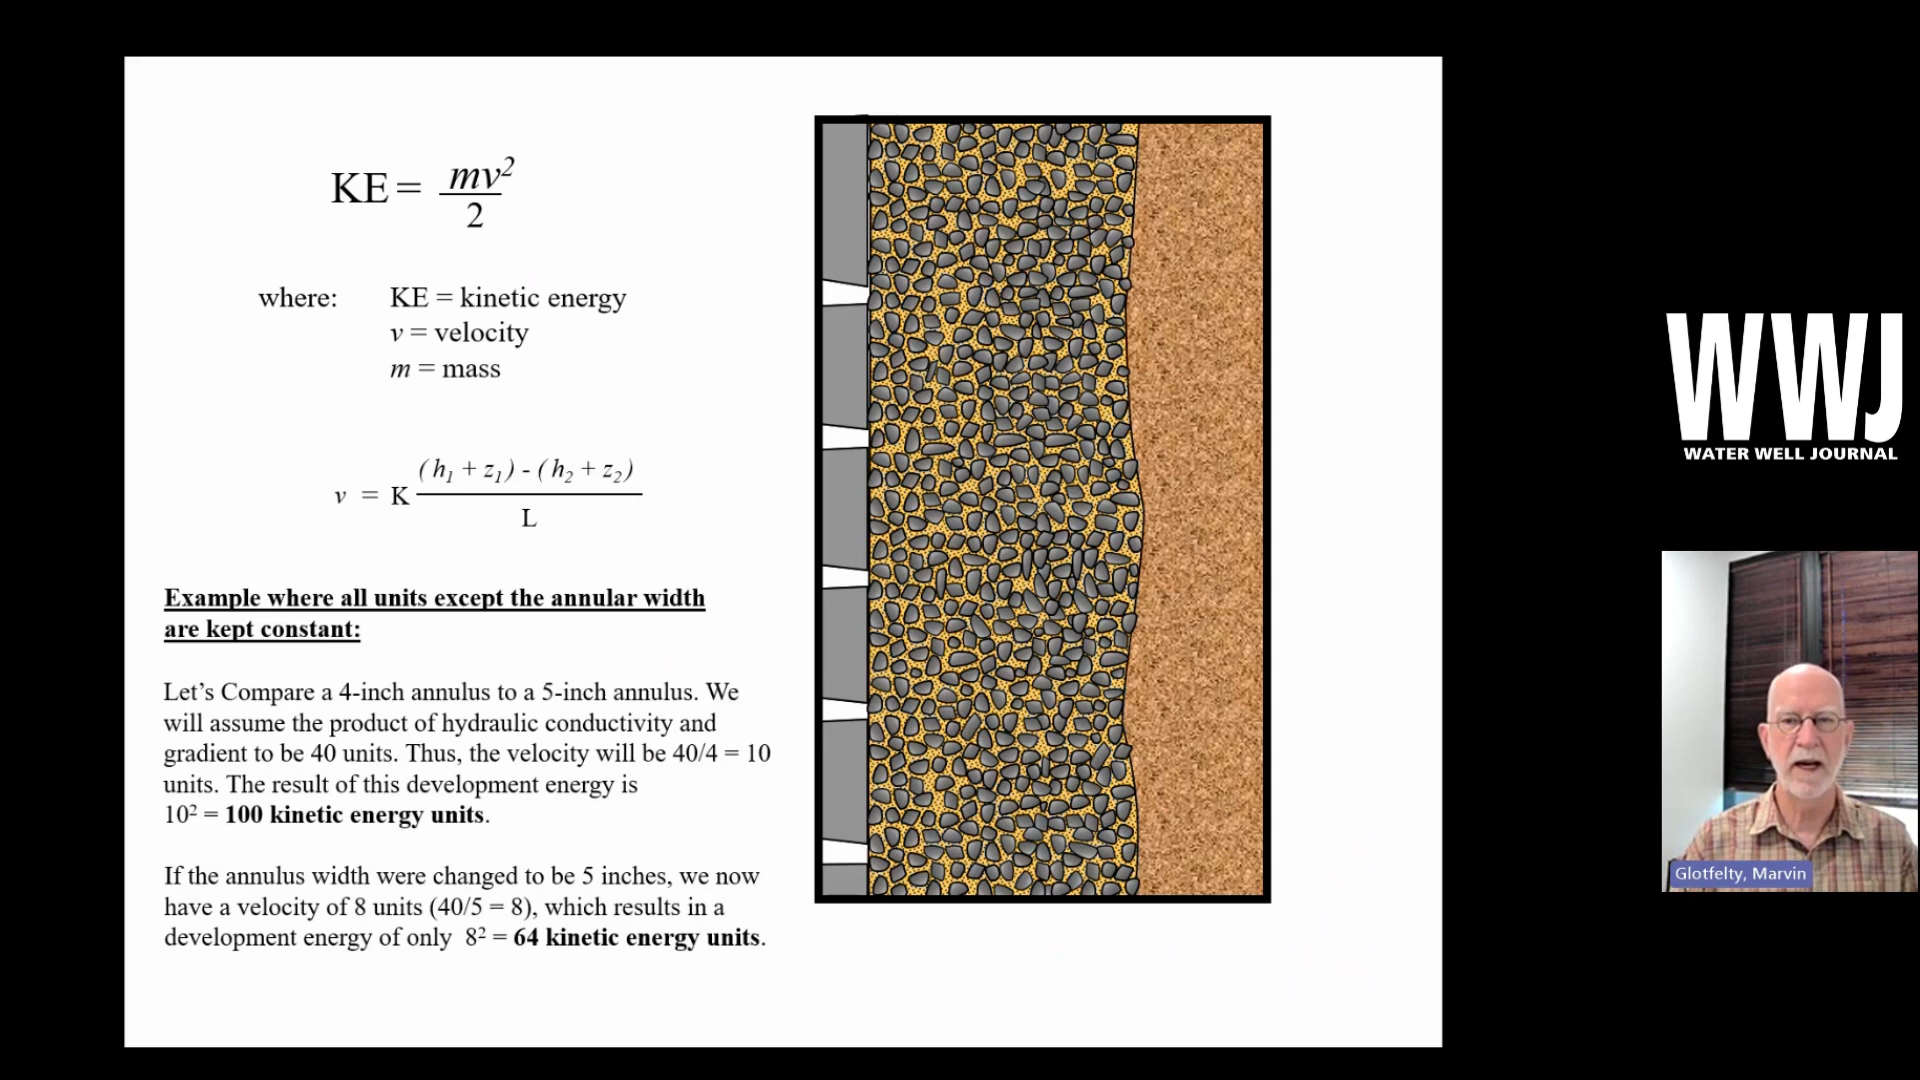 KE = mv²
2
where: KE = kinetic energy
v = velocity
m = mass
v = K (h₁ + z₁) - (h₂ + z₂)
L
Example where all units except the annular width
are kept constant:
Let’s Compare a 4-inch annulus to a 5-inch annulus. We
will assume the product of hydraulic conductivity and
gradient to be 40 units. Thus, the velocity will be 40/4 = 10
units. The result of this development energy is
10² = 100 kinetic energy units.
If the annulus width were changed to be 5 inches, we now
have a velocity of 8 units (40/5 = 8), which results in a
development energy of only 8² = 64 kinetic energy units.
WWJ
WATER WELL JOURNAL
Glotfelty, Marvin